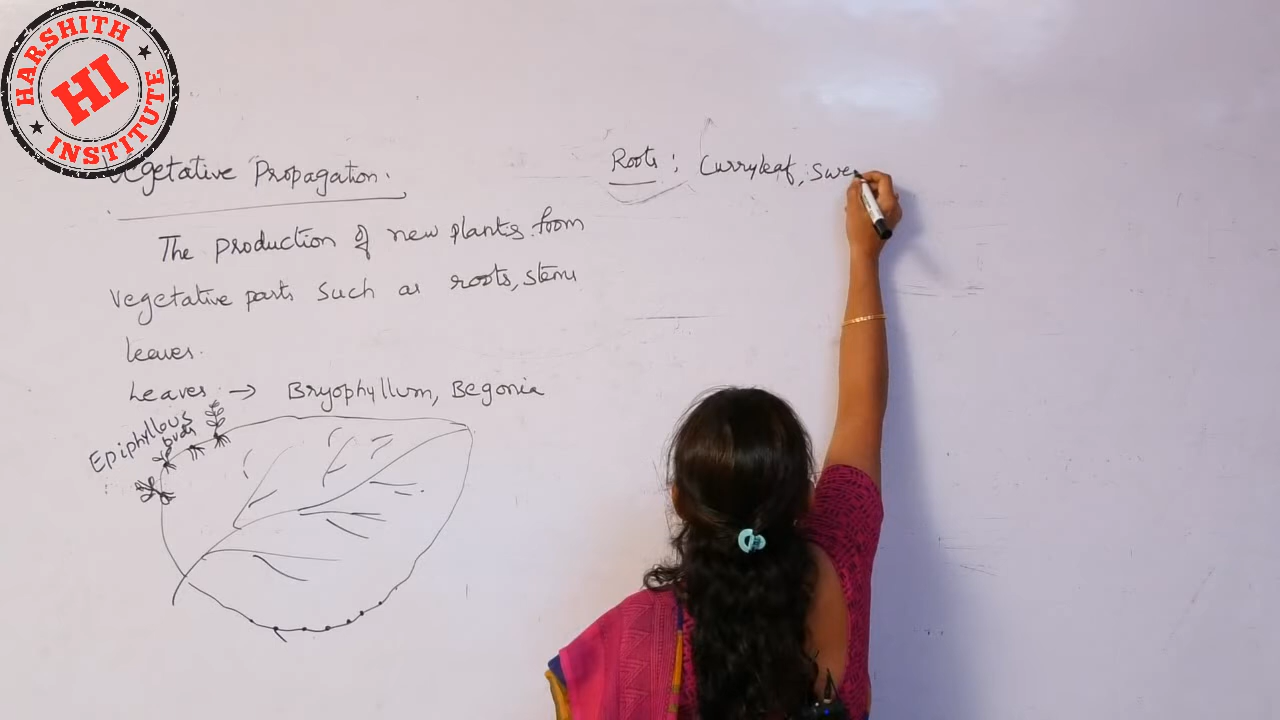 HARSHITH
HI
INSTITUTE
Vegetative Propagation.
The production of new plants from
vegetative parts such as roots, stems
leaves.
Leaves → Bryophyllum, Begonia
Epiphyllous
buds
Roots : Curryleaf, Swe